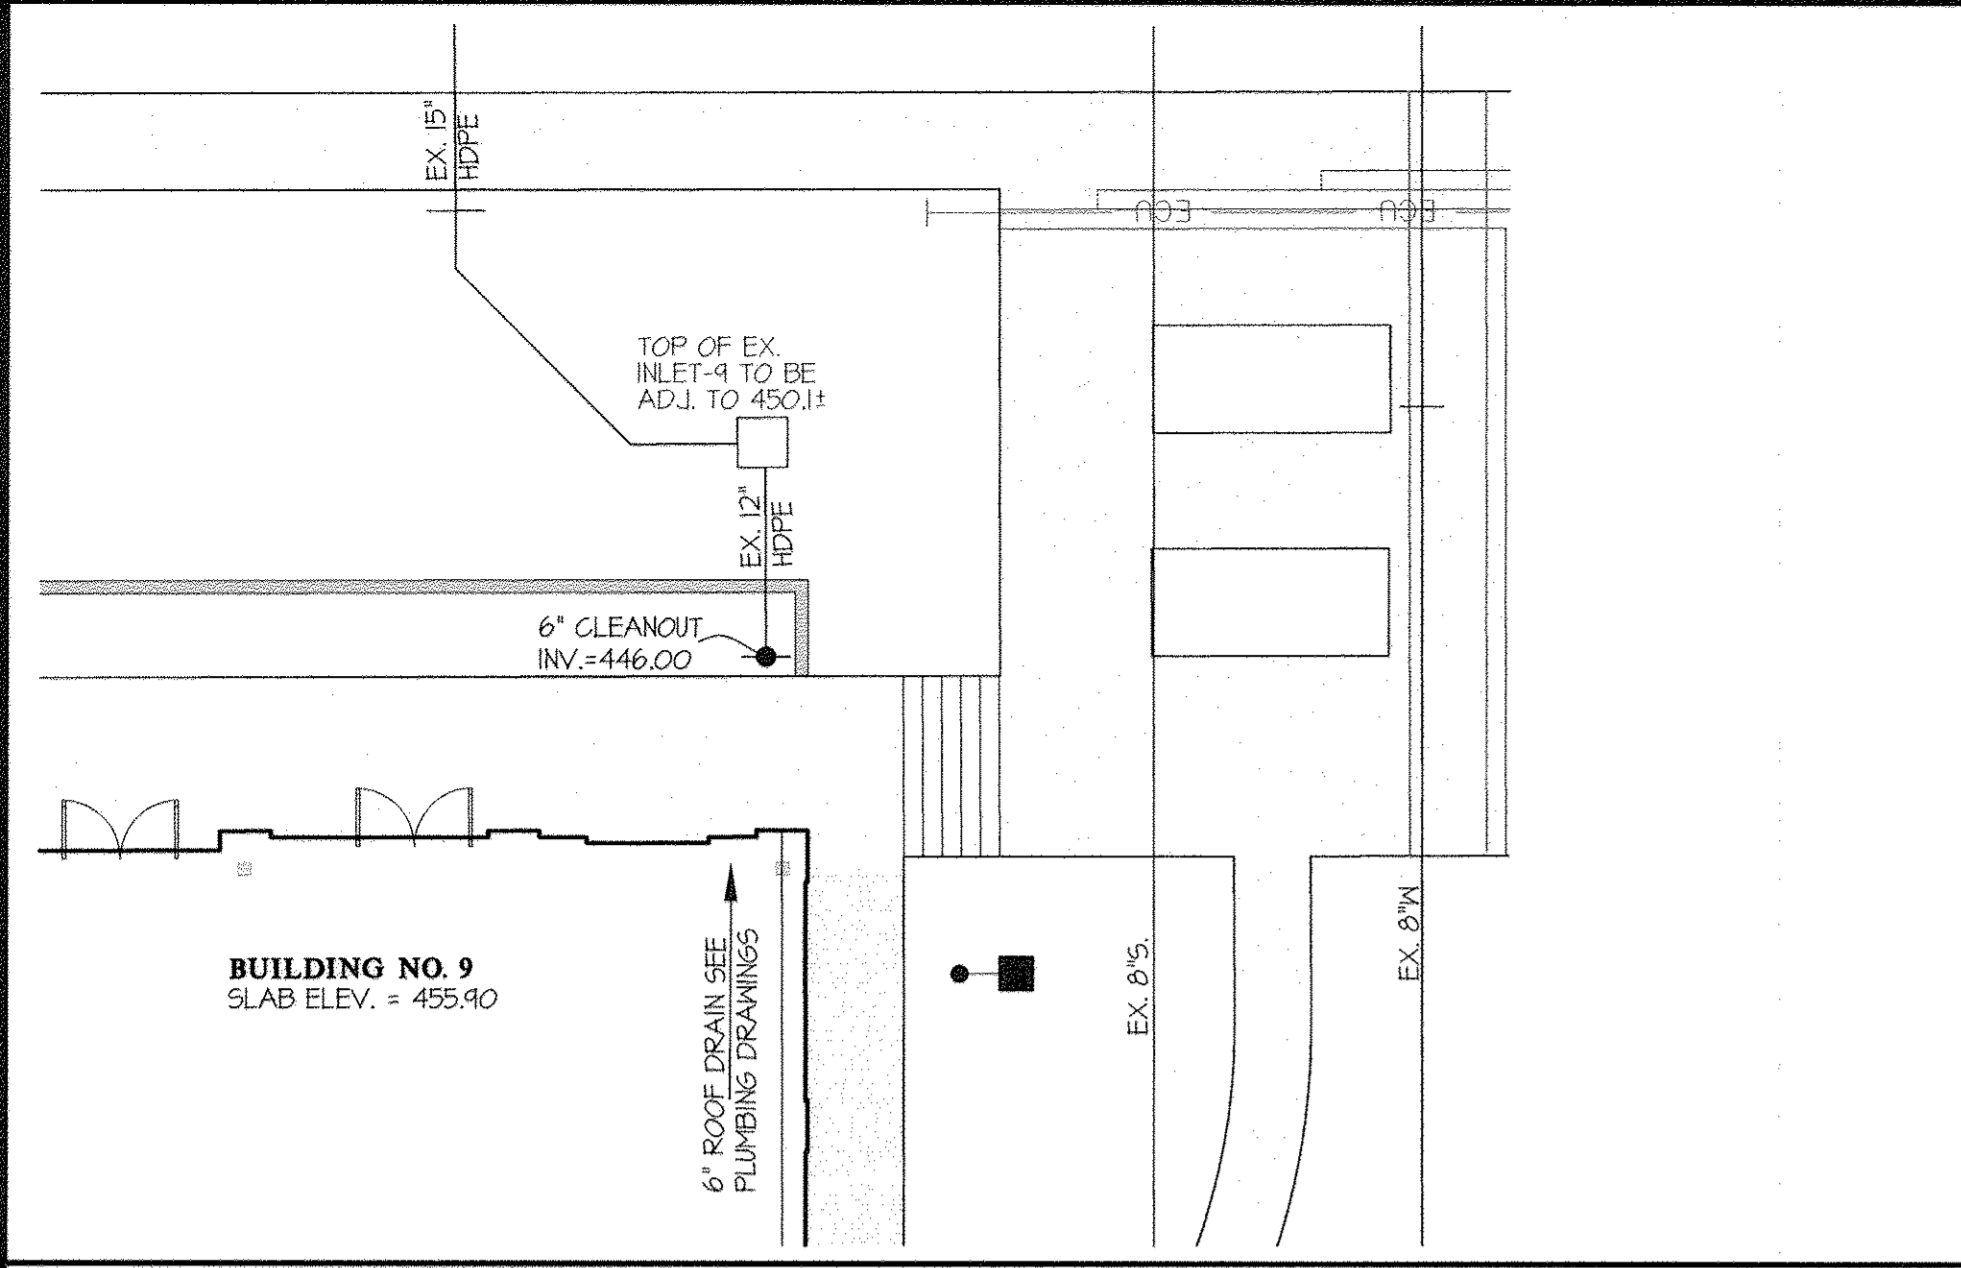 EX. 15"
HDPE
ECU
ECU
TOP OF EX.
INLET-9 TO BE
ADJ. TO 450.1±
EX. 12"
HDPE
6" CLEANOUT
INV.=446.00
BUILDING NO. 9
SLAB ELEV. = 455.90
6" ROOF DRAIN SEE
PLUMBING DRAWINGS
EX. 8"S.
EX. 8"W